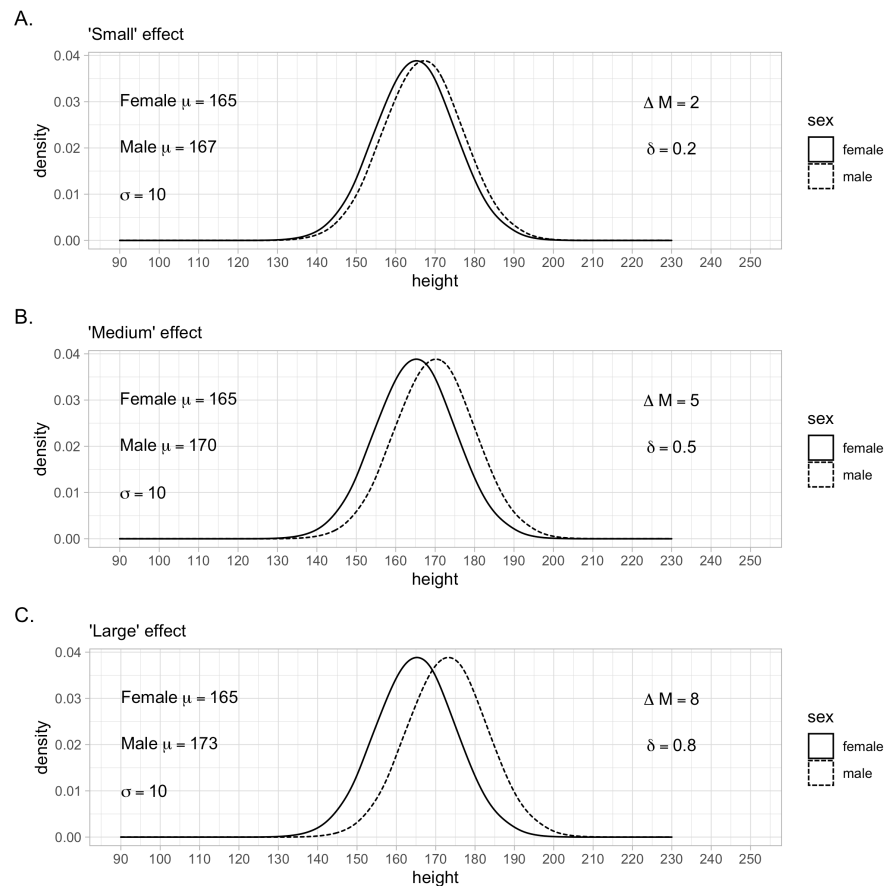 A.
'Small' effect
0.04
0.03
0.02
0.01
0.00
density
Female μ = 165
Male μ = 167
σ = 10
Δ M = 2
δ = 0.2
90 100 110 120 130 140 150 160 170 180 190 200 210 220 230 240 250
height
sex
female
male
B.
'Medium' effect
0.04
0.03
0.02
0.01
0.00
density
Female μ = 165
Male μ = 170
σ = 10
Δ M = 5
δ = 0.5
90 100 110 120 130 140 150 160 170 180 190 200 210 220 230 240 250
height
sex
female
male
C.
'Large' effect
0.04
0.03
0.02
0.01
0.00
density
Female μ = 165
Male μ = 173
σ = 10
Δ M = 8
δ = 0.8
90 100 110 120 130 140 150 160 170 180 190 200 210 220 230 240 250
height
sex
female
male